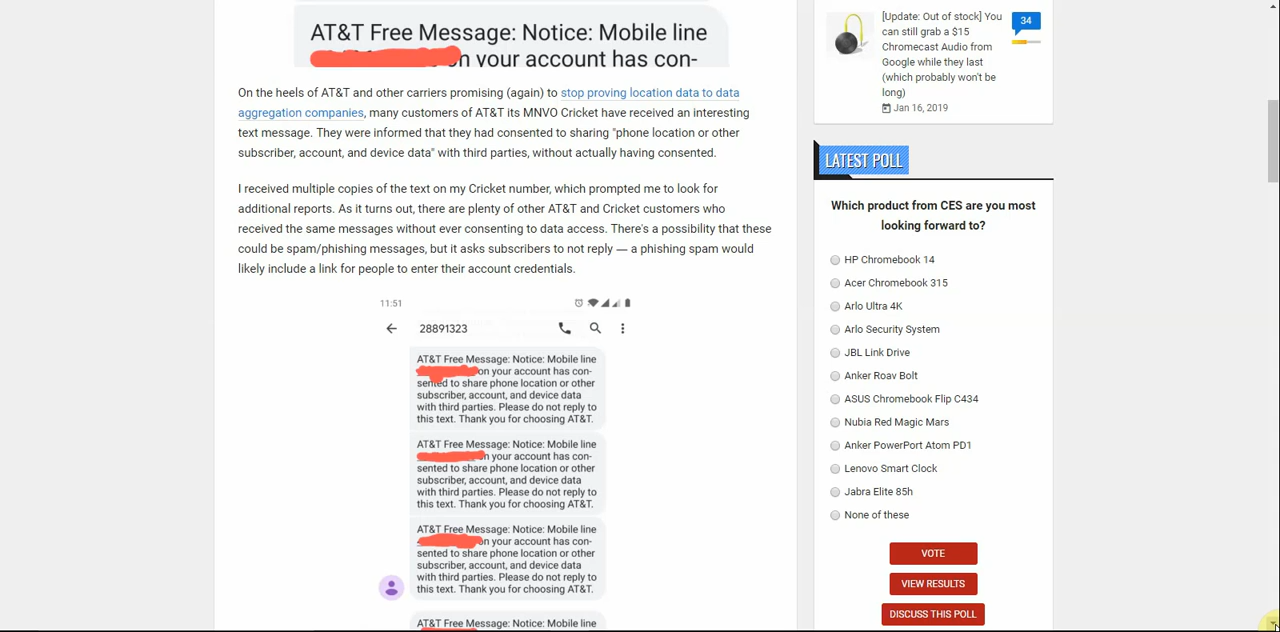 AT&T Free Message: Notice: Mobile line
on your account has con-
On the heels of AT&T and other carriers promising (again) to stop proving location data to data
aggregation companies, many customers of AT&T its MNVO Cricket have received an interesting
text message. They were informed that they had consented to sharing "phone location or other
subscriber, account, and device data" with third parties, without actually having consented.
I received multiple copies of the text on my Cricket number, which prompted me to look for
additional reports. As it turns out, there are plenty of other AT&T and Cricket customers who
received the same messages without ever consenting to data access. There's a possibility that these
could be spam/phishing messages, but it asks subscribers to not reply — a phishing spam would
likely include a link for people to enter their account credentials.
11:51
28891323
AT&T Free Message: Notice: Mobile line
on your account has con-
sented to share phone location or other
subscriber, account, and device data
with third parties. Please do not reply to
this text. Thank you for choosing AT&T.
AT&T Free Message: Notice: Mobile line
on your account has con-
sented to share phone location or other
subscriber, account, and device data
with third parties. Please do not reply to
this text. Thank you for choosing AT&T.
AT&T Free Message: Notice: Mobile line
on your account has con-
sented to share phone location or other
subscriber, account, and device data
with third parties. Please do not reply to
this text. Thank you for choosing AT&T.
AT&T Free Message: Notice: Mobile line
[Update: Out of stock] You
can still grab a $15
Chromecast Audio from
Google while they last
(which probably won't be
long)
Jan 16, 2019
34
LATEST POLL
Which product from CES are you most
looking forward to?
HP Chromebook 14
Acer Chromebook 315
Arlo Ultra 4K
Arlo Security System
JBL Link Drive
Anker Roav Bolt
ASUS Chromebook Flip C434
Nubia Red Magic Mars
Anker PowerPort Atom PD1
Lenovo Smart Clock
Jabra Elite 85h
None of these
VOTE
VIEW RESULTS
DISCUSS THIS POLL